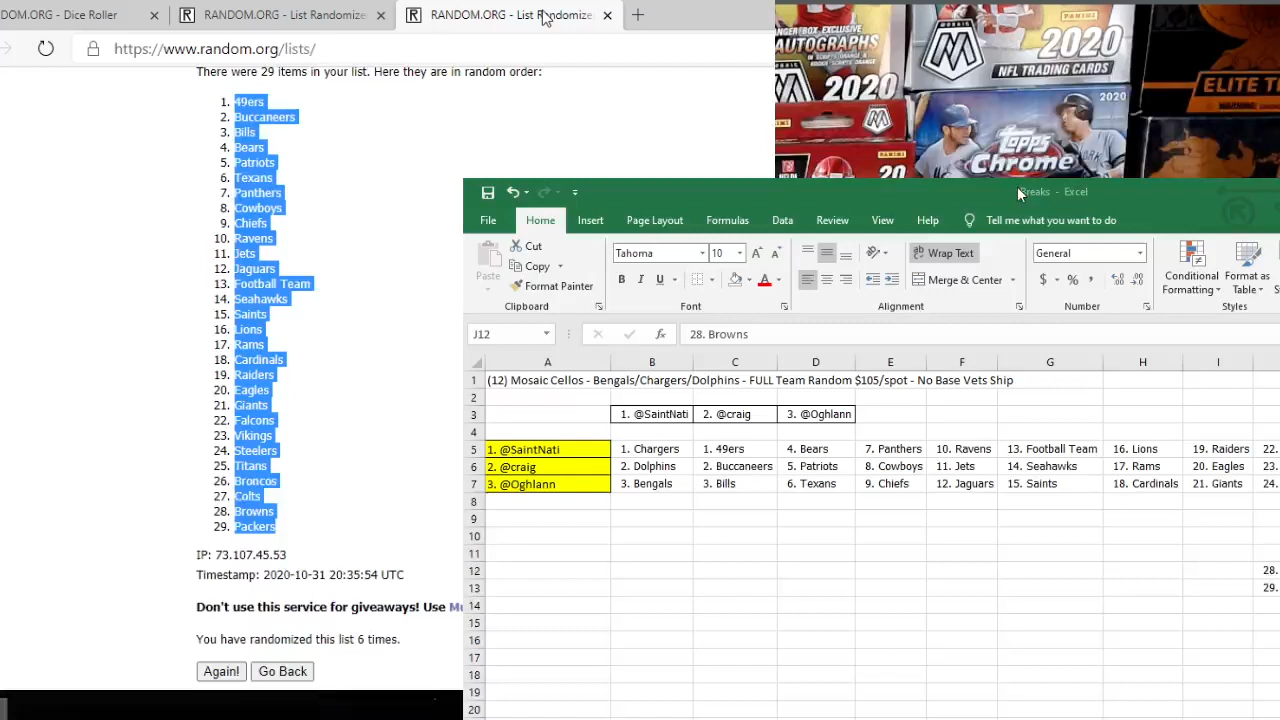 DOM.ORG - Dice Roller
RANDOM.ORG - List Randomize
RANDOM.ORG - List Randomize
https://www.random.org/lists/
There were 29 items in your list. Here they are in random order:
1. 49ers
2. Buccaneers
3. Bills
4. Bears
5. Patriots
6. Texans
7. Panthers
8. Cowboys
9. Chiefs
10. Ravens
11. Jets
12. Jaguars
13. Football Team
14. Seahawks
15. Saints
16. Lions
17. Rams
18. Cardinals
19. Raiders
20. Eagles
21. Giants
22. Falcons
23. Vikings
24. Steelers
25. Titans
26. Broncos
27. Colts
28. Browns
29. Packers
IP: 73.107.45.53
Timestamp: 2020-10-31 20:35:54 UTC
Don't use this service for giveaways! Use
You have randomized this list 6 times.
Again! Go Back
AUTOGRAPHS
2020
MOSAIC
2020
NFL TRADING CARDS
ELITE
2020
20
Topps
Chrome
Breaks - Excel
File Home Insert Page Layout Formulas Data Review View Help Tell me what you want to do
Paste
Cut
Copy
Format Painter
Clipboard
Tahoma 10
B I U
Font
Wrap Text
Merge & Center
Alignment
General
$ % ,
Number
Conditional Formatting
Format as Table
Styles
J12 fx 28. Browns
A B C D E F G H I
1 (12) Mosaic Cellos - Bengals/Chargers/Dolphins - FULL Team Random $105/spot - No Base Vets Ship
2
3 1. @SaintNati 2. @craig 3. @Oghlann
4
5 1. @SaintNati 1. Chargers 1. 49ers 4. Bears 7. Panthers 10. Ravens 13. Football Team 16. Lions 19. Raiders 22.
6 2. @craig 2. Dolphins 2. Buccaneers 5. Patriots 8. Cowboys 11. Jets 14. Seahawks 17. Rams 20. Eagles 23.
7 3. @Oghlann 3. Bengals 3. Bills 6. Texans 9. Chiefs 12. Jaguars 15. Saints 18. Cardinals 21. Giants 24.
8
9
10
11
12 28.
13 29.
14
15
16
17
18
19
20